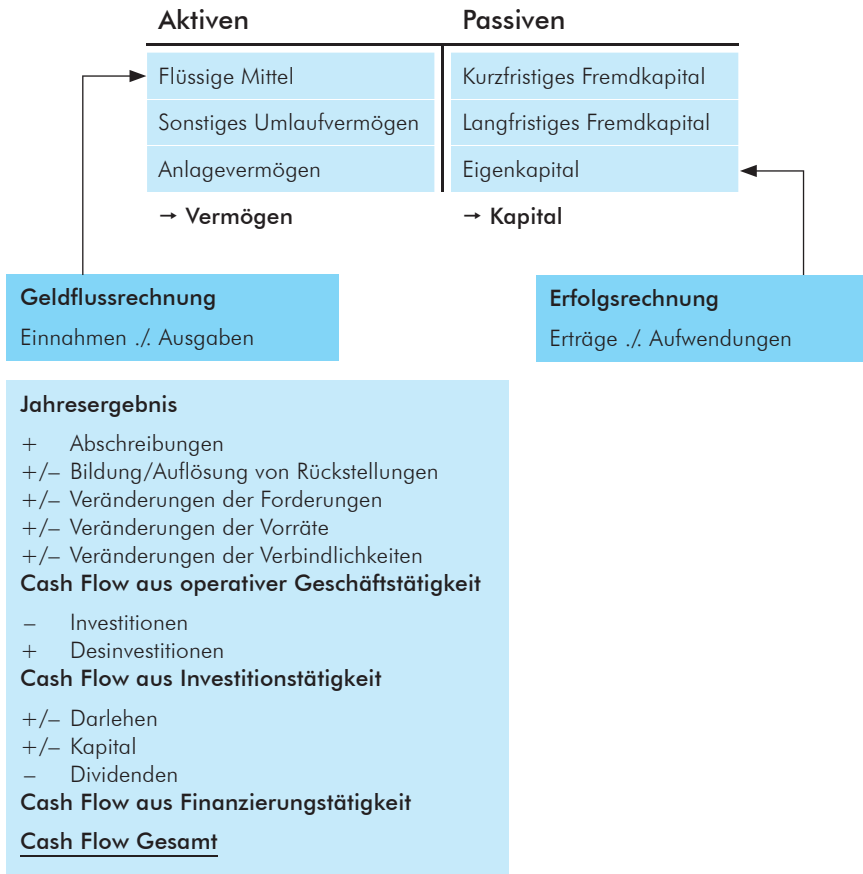 Aktiven Passiven
Flüssige Mittel Kurzfristiges Fremdkapital
Sonstiges Umlaufvermögen Langfristiges Fremdkapital
Anlagevermögen Eigenkapital
→ Vermögen → Kapital
Geldflussrechnung
Einnahmen ./. Ausgaben
Erfolgsrechnung
Erträge ./. Aufwendungen
Jahresergebnis
+ Abschreibungen
+/– Bildung/Auflösung von Rückstellungen
+/– Veränderungen der Forderungen
+/– Veränderungen der Vorräte
+/– Veränderungen der Verbindlichkeiten
Cash Flow aus operativer Geschäftstätigkeit
– Investitionen
+ Desinvestitionen
Cash Flow aus Investitionstätigkeit
+/– Darlehen
+/– Kapital
– Dividenden
Cash Flow aus Finanzierungstätigkeit
Cash Flow Gesamt